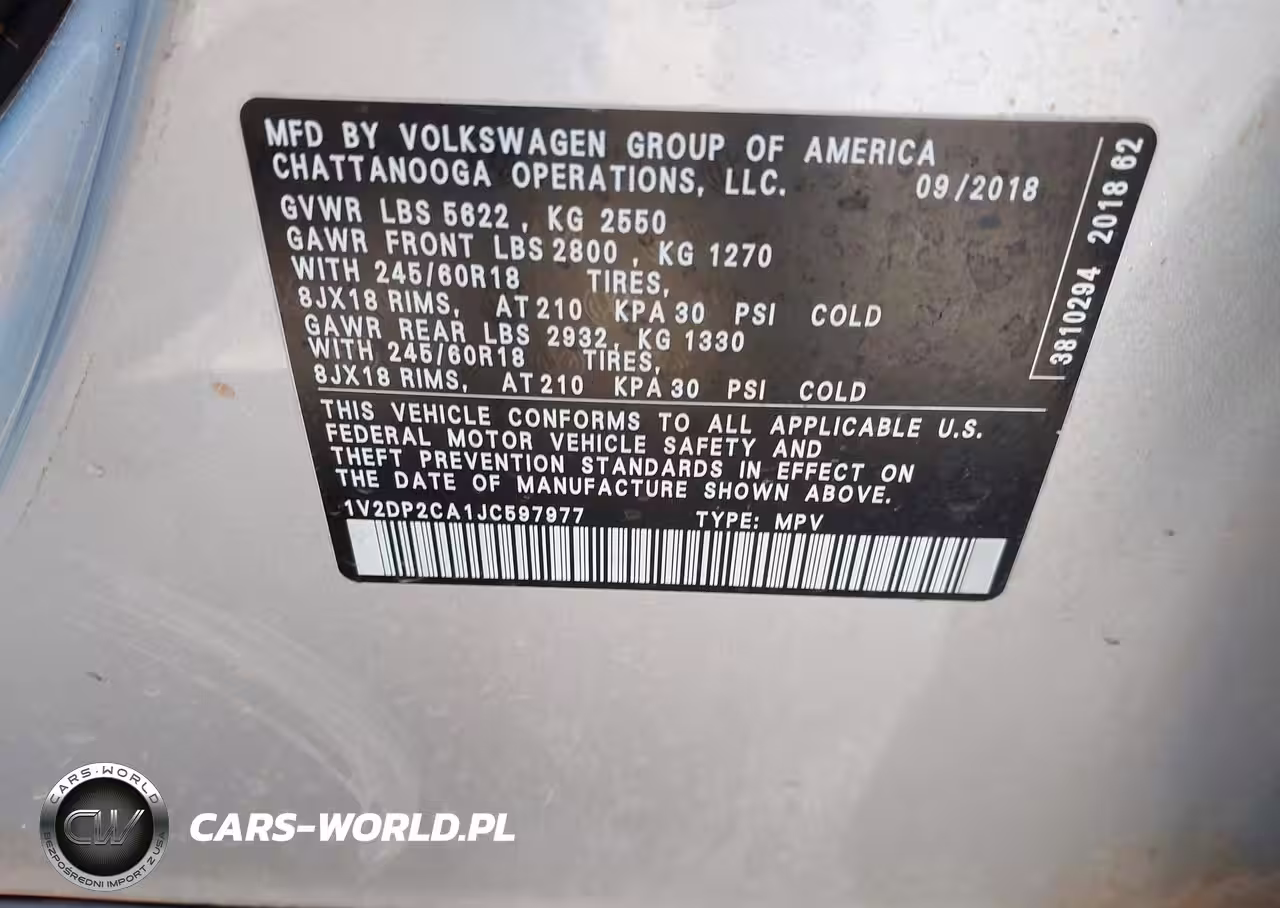 MFD BY VOLKSWAGEN GROUP OF AMERICA
CHATTANOOGA OPERATIONS, LLC. 09/2018
GVWR LBS 5622 , KG 2550
GAWR FRONT LBS 2800 , KG 1270
WITH 245/60R18 TIRES,
8JX18 RIMS, AT 210 KPA 30 PSI COLD
GAWR REAR LBS 2932, KG 1330
WITH 245/60R18 TIRES,
8JX18 RIMS, AT 210 KPA 30 PSI COLD
3810294 2018 62
THIS VEHICLE CONFORMS TO ALL APPLICABLE U.S.
FEDERAL MOTOR VEHICLE SAFETY AND
THEFT PREVENTION STANDARDS IN EFFECT ON
THE DATE OF MANUFACTURE SHOWN ABOVE.
1V2DP2CA1JC597977 TYPE: MPV
CARS-WORLD
CW
BEZPOŚREDNI IMPORT Z USA
CARS-WORLD.PL